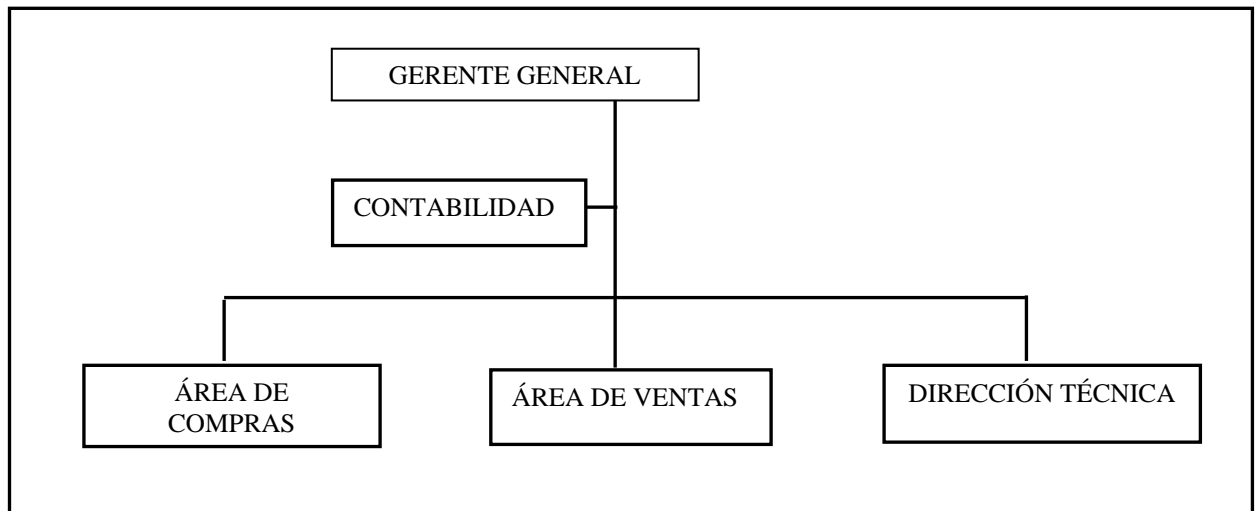 GERENTE GENERAL
CONTABILIDAD
ÁREA DE
COMPRAS
ÁREA DE VENTAS
DIRECCIÓN TÉCNICA